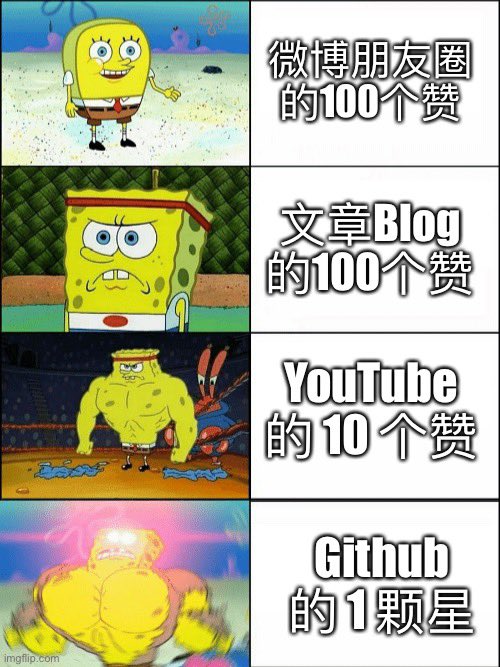 微博朋友圈
的100个赞
文章Blog
的100个赞
YouTube
的 10 个赞
Github
的 1 颗星
imgflip.com